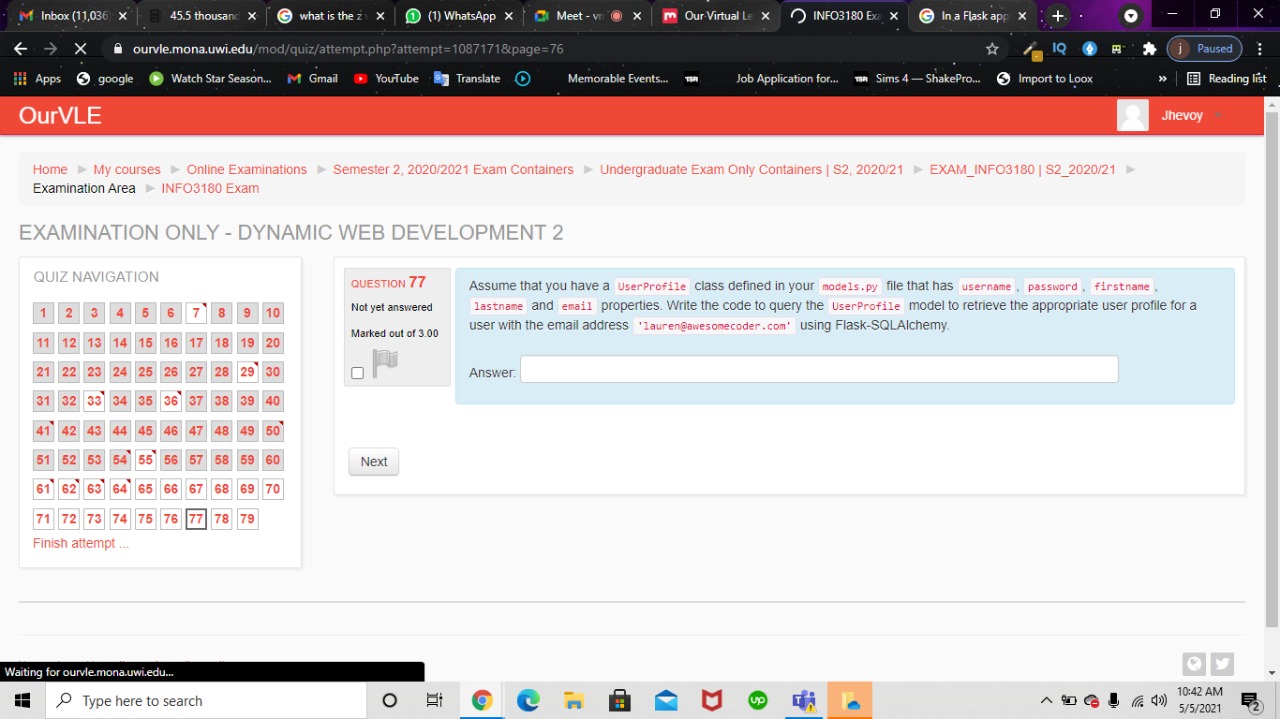 Inbox (11,036)
45.5 thousand
what is the z v
(1) WhatsApp
Meet - vm
Our Virtual Le
INFO3180 Exa
In a Flask app
ourvle.mona.uwi.edu/mod/quiz/attempt.php?attempt=1087171&page=76
IQ
j Paused
Apps google Watch Star Season... Gmail YouTube Translate Memorable Events... TSR Job Application for... TSR Sims 4 — ShakePro... Import to Loox » Reading list
OurVLE
Jhevoy
Home ► My courses ► Online Examinations ► Semester 2, 2020/2021 Exam Containers ► Undergraduate Exam Only Containers | S2, 2020/21 ► EXAM_INFO3180 | S2_2020/21 ►
Examination Area ► INFO3180 Exam
EXAMINATION ONLY - DYNAMIC WEB DEVELOPMENT 2
QUIZ NAVIGATION
1 2 3 4 5 6 7 8 9 10
11 12 13 14 15 16 17 18 19 20
21 22 23 24 25 26 27 28 29 30
31 32 33 34 35 36 37 38 39 40
41 42 43 44 45 46 47 48 49 50
51 52 53 54 55 56 57 58 59 60
61 62 63 64 65 66 67 68 69 70
71 72 73 74 75 76 77 78 79
Finish attempt ...
QUESTION 77
Not yet answered
Marked out of 3.00
Assume that you have a UserProfile class defined in your models.py file that has username, password, firstname,
lastname and email properties. Write the code to query the UserProfile model to retrieve the appropriate user profile for a
user with the email address 'lauren@awesomecoder.com' using Flask-SQLAlchemy.
Answer:
Next
Waiting for ourvle.mona.uwi.edu...
Type here to search
up
10:42 AM
5/5/2021
2